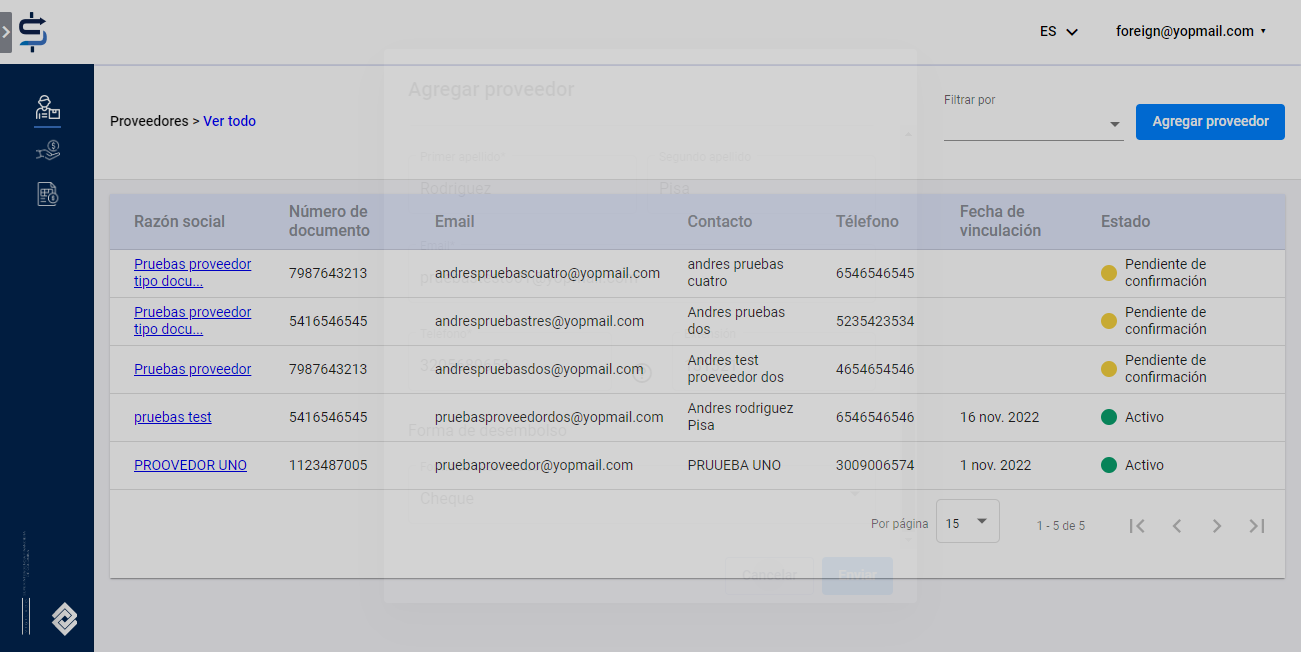 ES
foreign@yopmail.com
Agregar proveedor
Proveedores > Ver todo
Filtrar por
Agregar proveedor
Primer apellido*
Segundo apellido
Rodriguez
Pisa
Razón social
Número de
documento
Email
Contacto
Télefono
Fecha de
vinculación
Estado
Pruebas proveedor
tipo docu...
7987643213
andrespruebascuatro@yopmail.com
andres pruebas
cuatro
6546546545
Pendiente de
confirmación
Pruebas proveedor
tipo docu...
5416546545
andrespruebastres@yopmail.com
Andres pruebas
dos
5235423534
Pendiente de
confirmación
Pruebas proveedor
7987643213
andrespruebasdos@yopmail.com
Andres test
proeveedor dos
4654654546
Pendiente de
confirmación
pruebas test
5416546545
pruebasproveedordos@yopmail.com
Andres rodriguez
Pisa
6546546546
16 nov. 2022
Activo
Forma de desembolso
PROOVEDOR UNO
1123487005
pruebaproveedor@yopmail.com
PRUUEBA UNO
3009006574
1 nov. 2022
Activo
Cheque
Por página
15
1 - 5 de 5
Cancelar
Enviar